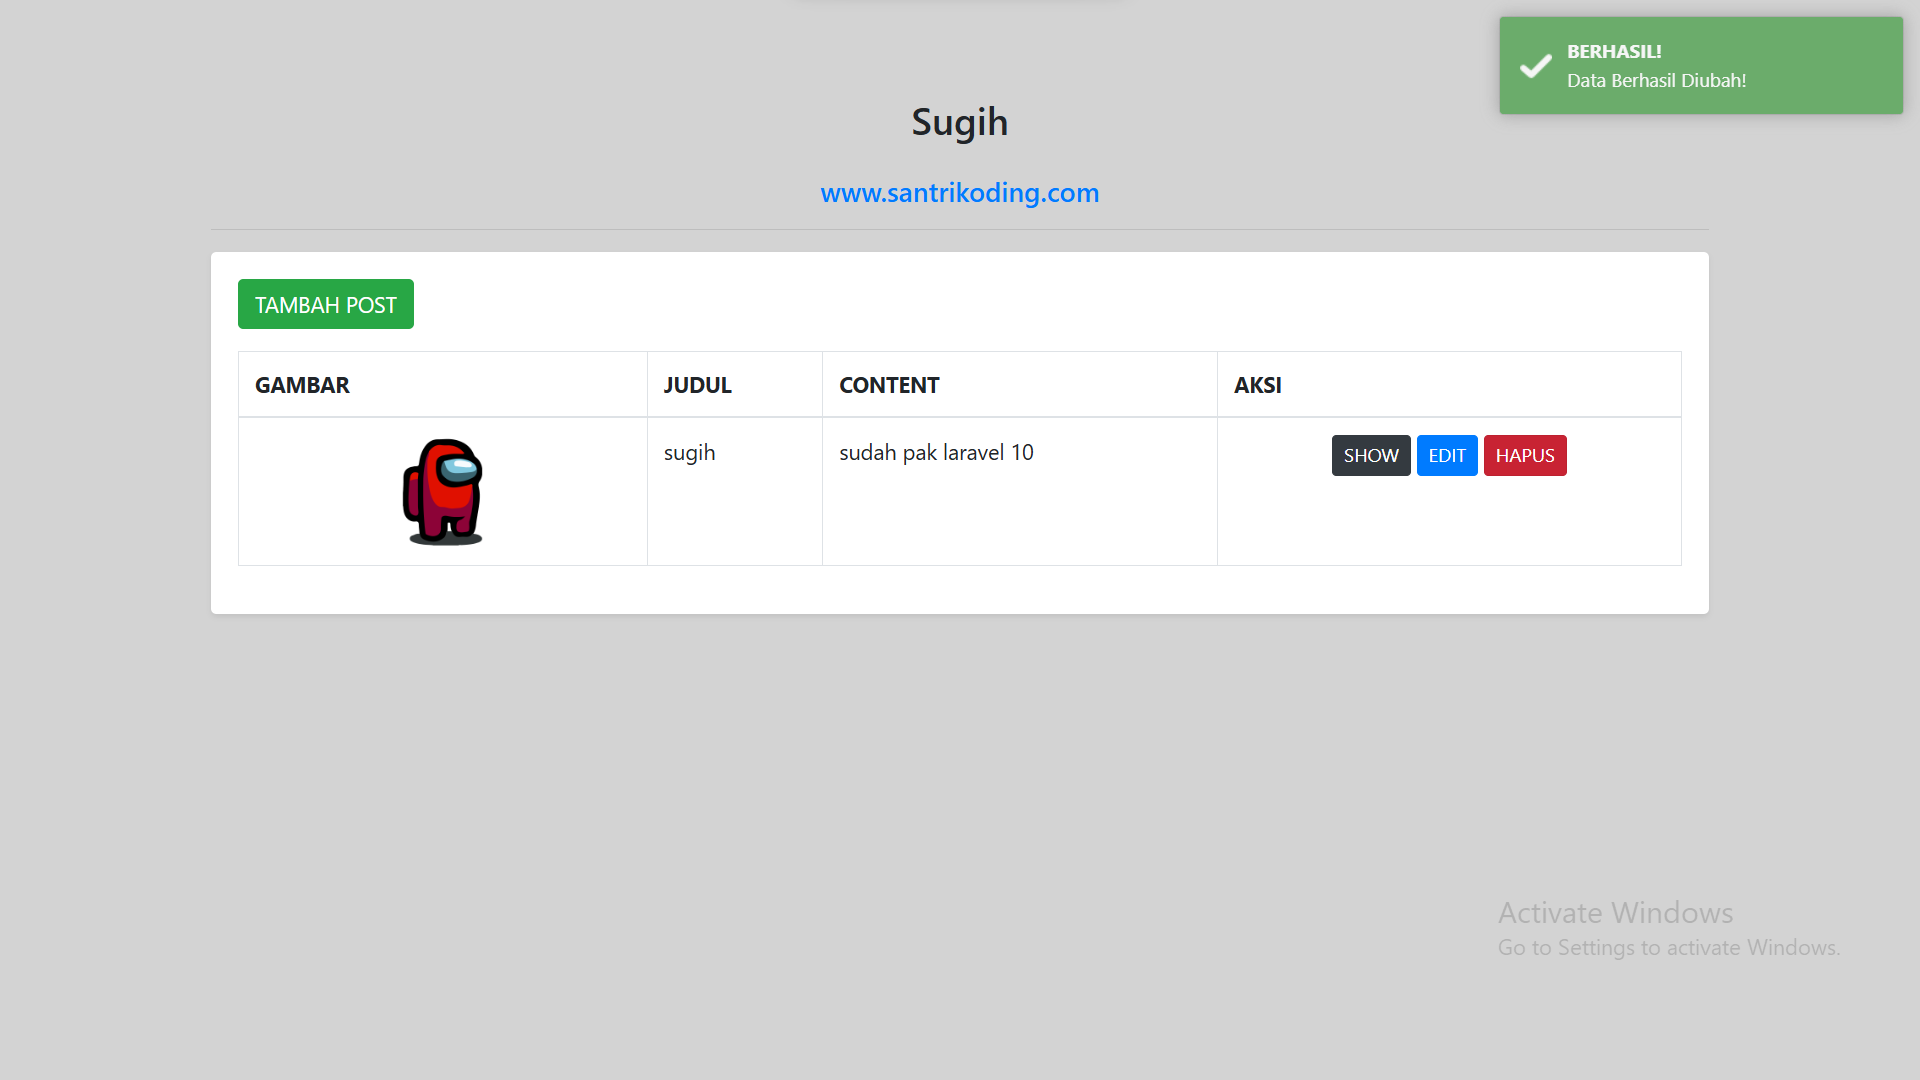 BERHASIL!
Data Berhasil Diubah!
Sugih
www.santrikoding.com
TAMBAH POST
GAMBAR JUDUL CONTENT AKSI
sugih sudah pak laravel 10 SHOW EDIT HAPUS
Activate Windows
Go to Settings to activate Windows.